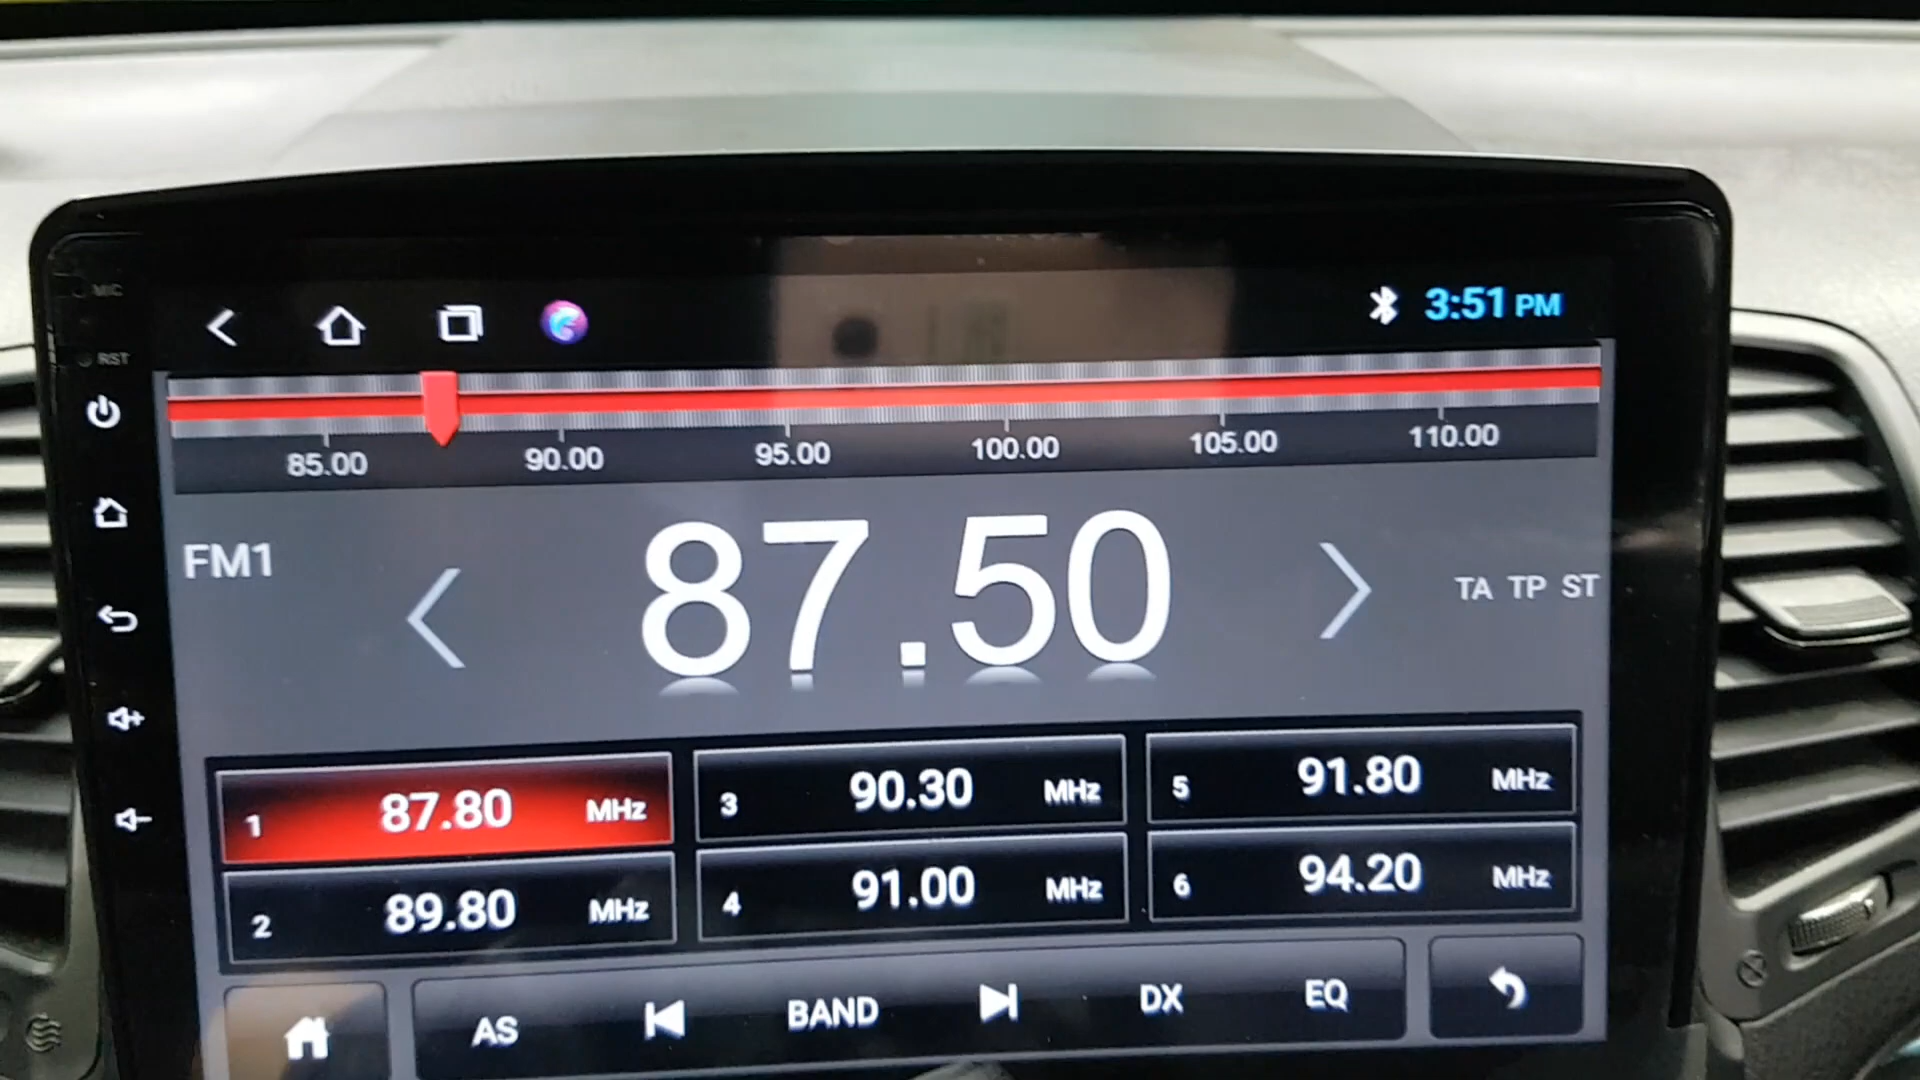 MIC
3:51 PM
RST
85.00 90.00 95.00 100.00 105.00 110.00
FM1
87.50
TA TP ST
1 87.80 MHz
3 90.30 MHz
5 91.80 MHz
2 89.80 MHz
4 91.00 MHz
6 94.20 MHz
AS BAND DX EQ